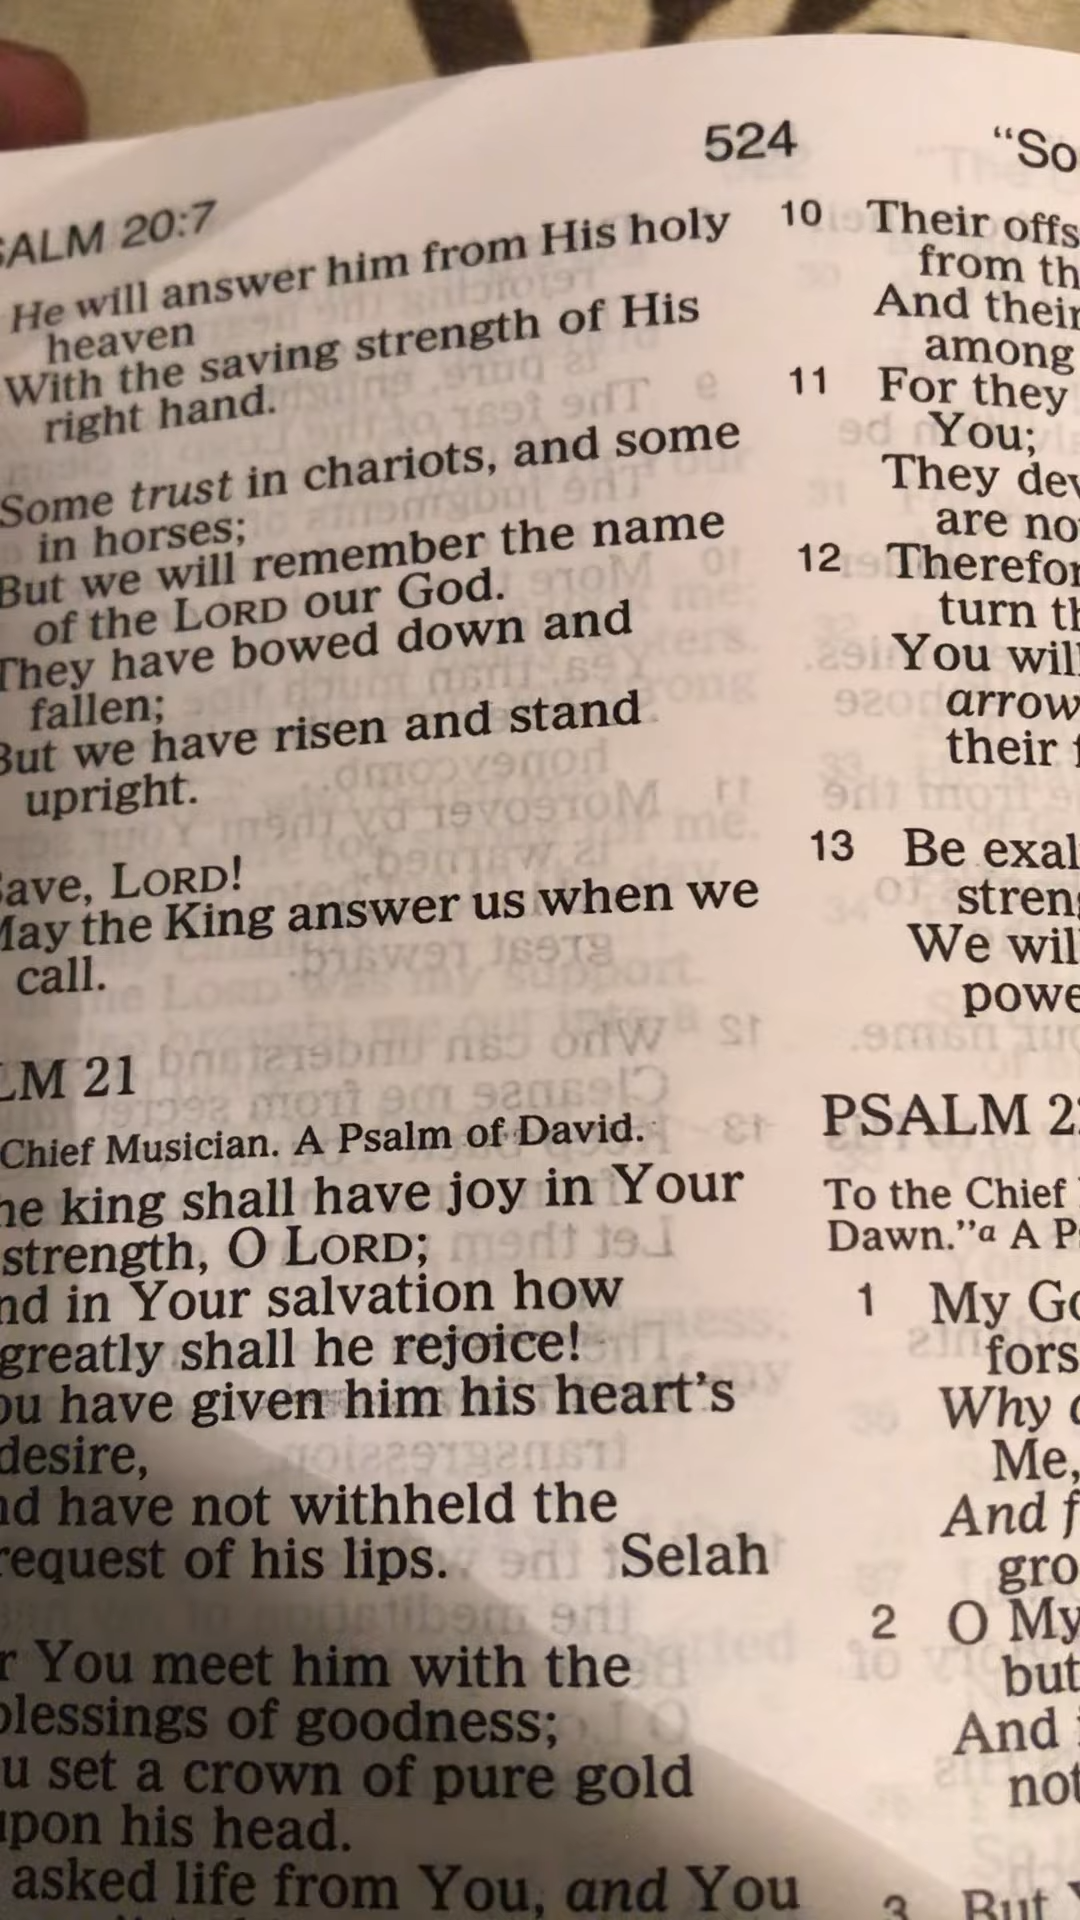 SALM 20:7
524
"So
He will answer him from His holy
heaven
With the saving strength of His
right hand.
Some trust in chariots, and some
in horses;
But we will remember the name
of the LORD our God.
They have bowed down and
fallen;
But we have risen and stand
upright.
Save, LORD!
May the King answer us when we
call.
LM 21
Chief Musician. A Psalm of David.
he king shall have joy in Your
strength, O LORD;
nd in Your salvation how
greatly shall he rejoice!
ou have given him his heart's
desire,
nd have not withheld the
request of his lips. Selah
r You meet him with the
blessings of goodness;
u set a crown of pure gold
upon his head.
asked life from You, and You
10 Their offs
from th
And their
among
11 For they
You;
They dev
are no
12 Therefor
turn th
You will
arrow
their f
13 Be exal
streng
We wil
powe
PSALM 22
To the Chief
Dawn."a A Ps
1 My Go
fors
Why d
Me,
And f
gro
2 O My
but
And i
not
3 But Y